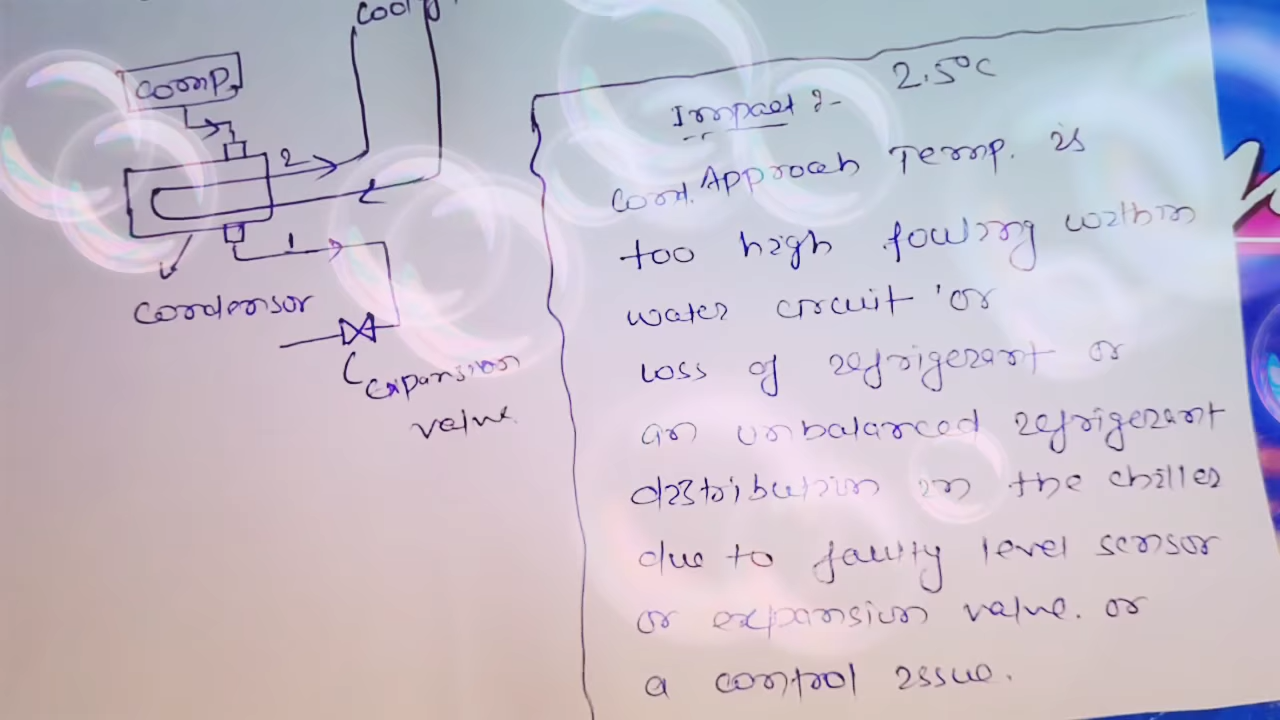 Cooling
Comp.
2
1
Condensor
Expansion
valve
2.5°C
Impact :-
Cond. Approach Temp. is
too high fouling within
water circuit 'or
loss of refrigerant or
an unbalanced refrigerant
distribution in the chiller
due to faulty level sensor
or expansion valve. or
a control issue.